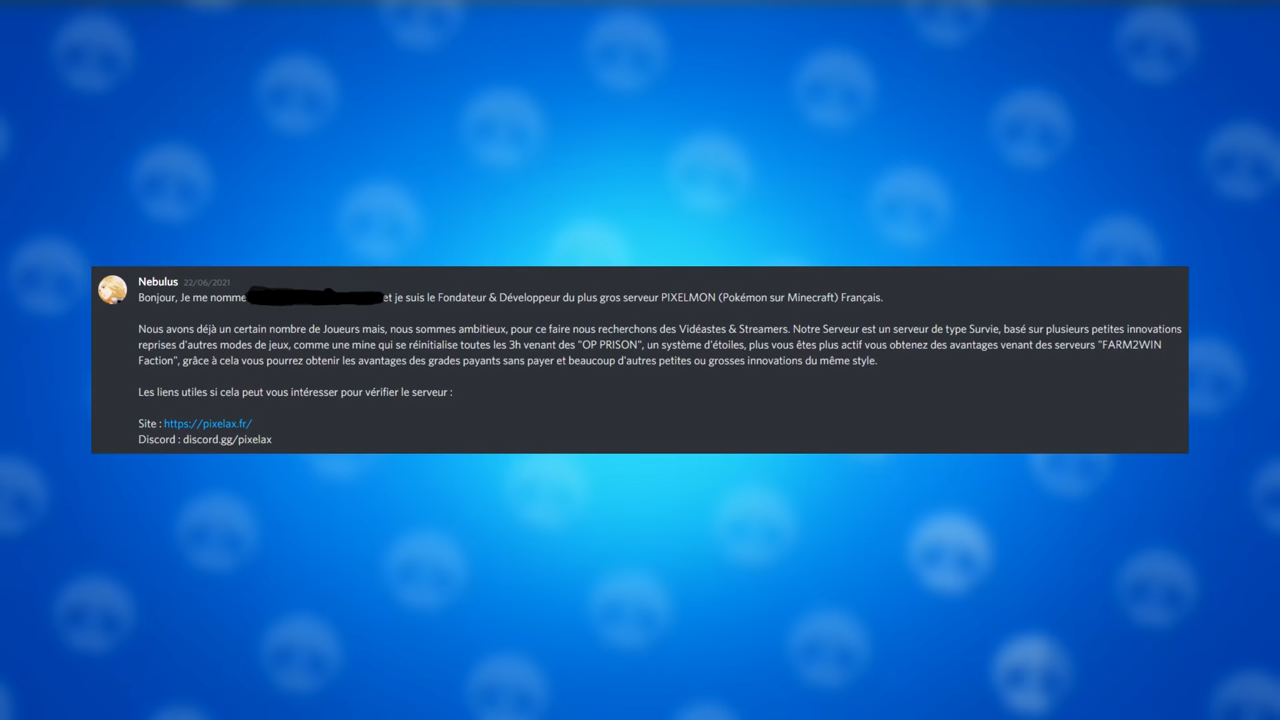 Nebulus 22/06/2021
Bonjour, Je me nomme et je suis le Fondateur & Développeur du plus gros serveur PIXELMON (Pokémon sur Minecraft) Français.
Nous avons déjà un certain nombre de Joueurs mais, nous sommes ambitieux, pour ce faire nous recherchons des Vidéastes & Streamers. Notre Serveur est un serveur de type Survie, basé sur plusieurs petites innovations
reprises d'autres modes de jeux, comme une mine qui se réinitialise toutes les 3h venant des "OP PRISON", un système d'étoiles, plus vous êtes plus actif vous obtenez des avantages venant des serveurs "FARM2WIN
Faction", grâce à cela vous pourrez obtenir les avantages des grades payants sans payer et beaucoup d'autres petites ou grosses innovations du même style.
Les liens utiles si cela peut vous intéresser pour vérifier le serveur :
Site : https://pixelax.fr/
Discord : discord.gg/pixelax